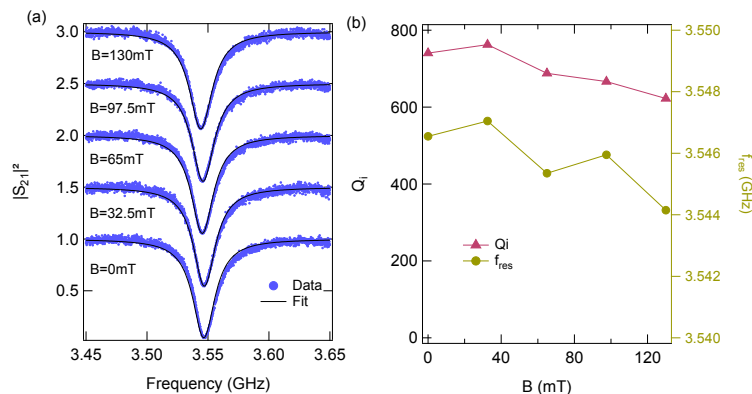 (a)
3.0
2.5
2.0
1.5
1.0
0.5
|S21|²
B=130mT
B=97.5mT
B=65mT
B=32.5mT
B=0mT
Data
Fit
3.45
3.50
3.55
3.60
3.65
Frequency (GHz)
(b)
800
600
400
200
0
Qi
Qi
fres
0
40
80
120
B (mT)
3.550
3.548
3.546
3.544
3.542
3.540
fres (GHz)